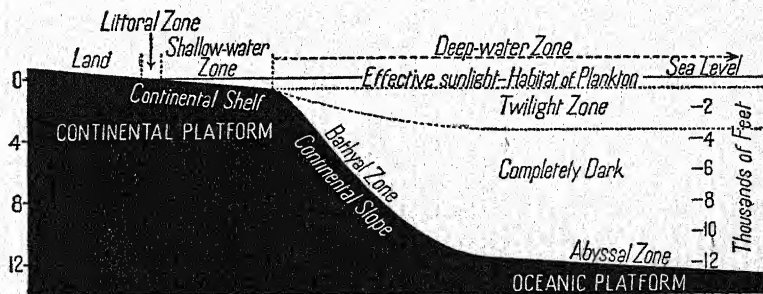 Littoral Zone
Land
Shallow-water
Zone
Deep-water Zone
0
Effective sunlight-Habitat of Plankton
Sea Level
Continental Shelf
Twilight Zone
-2
CONTINENTAL PLATFORM
4
-4
Bathyal Zone
Continental Slope
Completely Dark
-6
8
-8
-10
Thousands of Feet
12
Abyssal Zone
-12
OCEANIC PLATFORM